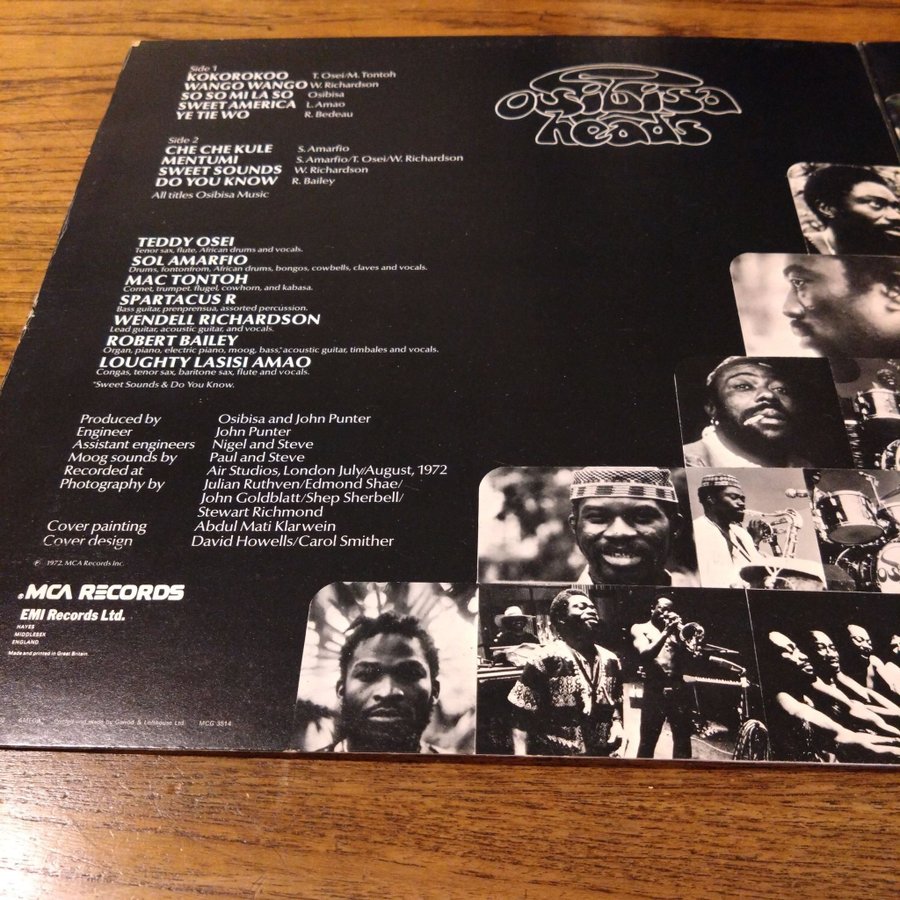 Side 1
KOKOROKOO T. Osei/M. Tontoh
WANGO WANGO W. Richardson
SO SO MI LA SO Osibisa
SWEET AMERICA L. Amao
YE TIE WO R. Bedeau
Side 2
CHE CHE KULE S. Amarfio
MENTUMI S. Amarfio/T. Osei/W. Richardson
SWEET SOUNDS W. Richardson
DO YOU KNOW R. Bailey
All titles Osibisa Music
osibisa
heads
TEDDY OSEI
Tenor sax, flute, African drums and vocals.
SOL AMARFIO
Drums, fontonfrom, African drums, bongos, cowbells, claves and vocals.
MAC TONTOH
Cornet, trumpet, flugel, cowhorn, and kabasa.
SPARTACUS R
Bass guitar, prenprensua, assorted percussion.
WENDELL RICHARDSON
Lead guitar, acoustic guitar, and vocals.
ROBERT BAILEY
Organ, piano, electric piano, moog, bass,*acoustic guitar, timbales and vocals.
LOUGHTY LASISI AMAO
Congas, tenor sax, baritone sax, flute and vocals.
*Sweet Sounds & Do You Know.
Produced by Osibisa and John Punter
Engineer John Punter
Assistant engineers Nigel and Steve
Moog sounds by Paul and Steve
Recorded at Air Studios, London July/August, 1972
Photography by Julian Ruthven/Edmond Shae/
John Goldblatt/Shep Sherbell/
Stewart Richmond
Cover painting Abdul Mati Klarwein
Cover design David Howells/Carol Smither
℗ 1972, MCA Records Inc.
MCA RECORDS
EMI Records Ltd.
HAYES
MIDDLESEX
ENGLAND
Made and printed in Great Britain
Printed and made by Garrod & Lofthouse Ltd. MCG 3514